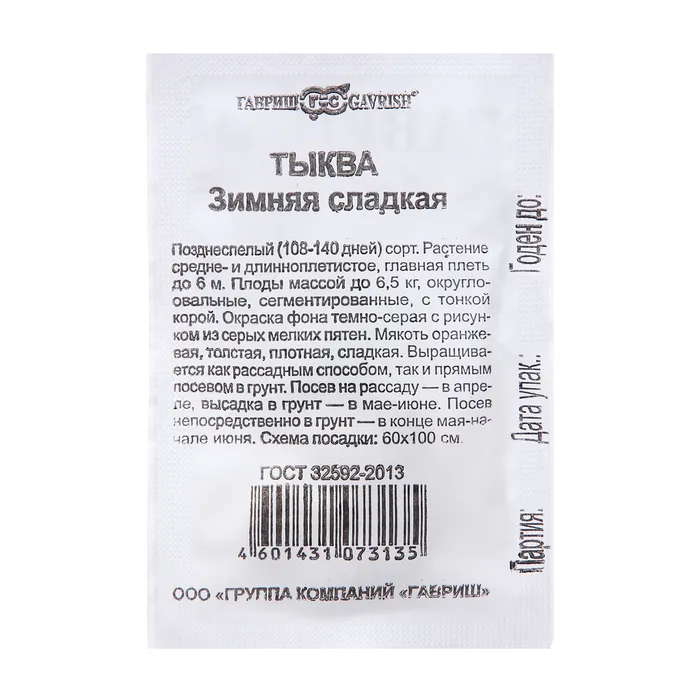 ГАВРИШ ГС GAVRISH®
ТЫКВА
Зимняя сладкая
Позднеспелый (108-140 дней) сорт. Растение
средне- и длинноплетистое, главная плеть
до 6 м. Плоды массой до 6,5 кг, округло-
овальные, сегментированные, с тонкой
корой. Окраска фона темно-серая с рисун-
ком из серых мелких пятен. Мякоть оранже-
вая, толстая, плотная, сладкая. Выращива-
ется как рассадным способом, так и прямым
посевом в грунт. Посев на рассаду — в апре-
ле, высадка в грунт — в мае-июне. Посев
непосредственно в грунт — в конце мая-на-
чале июня. Схема посадки: 60х100 см.
ГОСТ 32592-2013
4 601431 073135
ООО «ГРУППА КОМПАНИЙ «ГАВРИШ»
Партия:
Дата упак.:
Годен до: